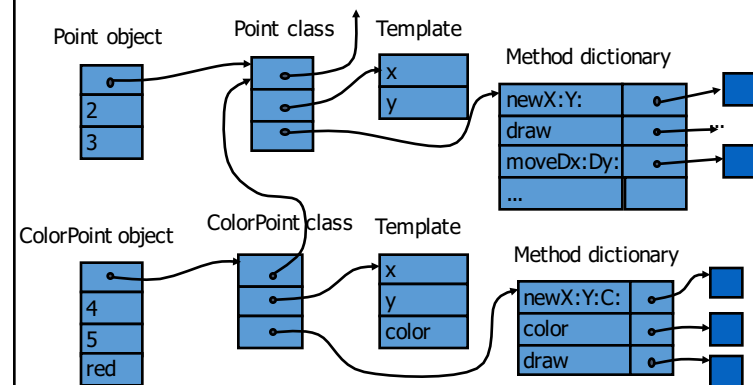 Point object
2
3
Point class
Template
x
y
Method dictionary
newX:Y:
draw
...
moveDx:Dy:
...
ColorPoint object
4
5
red
ColorPoint class
Template
x
y
color
Method dictionary
newX:Y:C:
color
draw